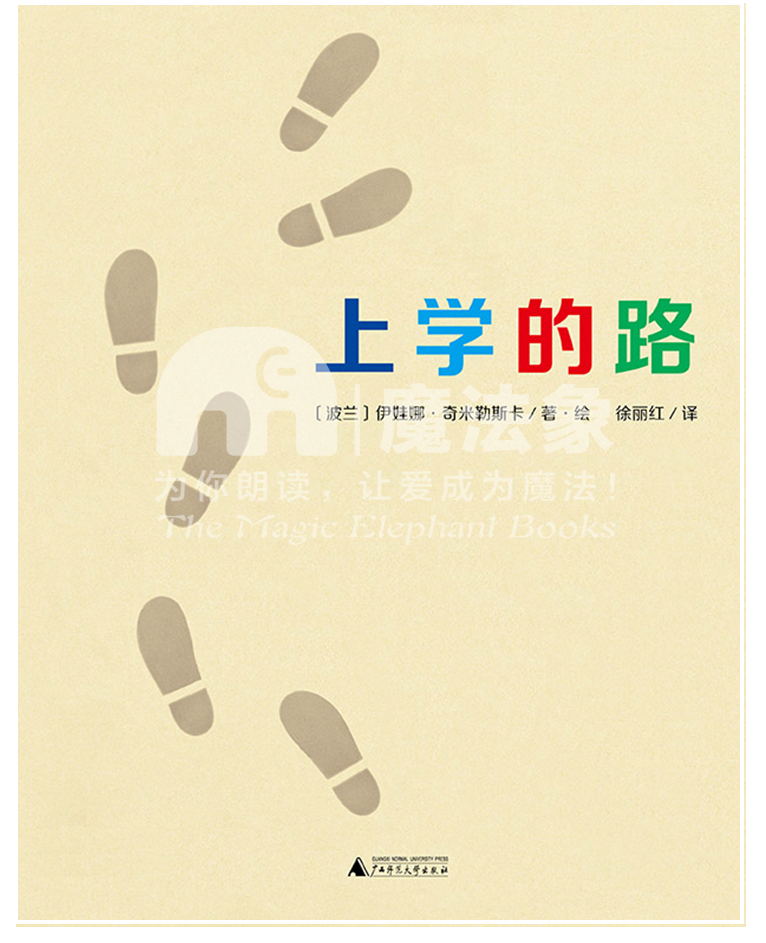 上学的路
〔波兰〕伊娃娜·奇米勒斯卡/著·绘 徐丽红/译
魔法象
为你朗读，让爱成为魔法！
The Magic Elephant Books
GUANGXI NORMAL UNIVERSITY PRESS
广西师范大学出版社